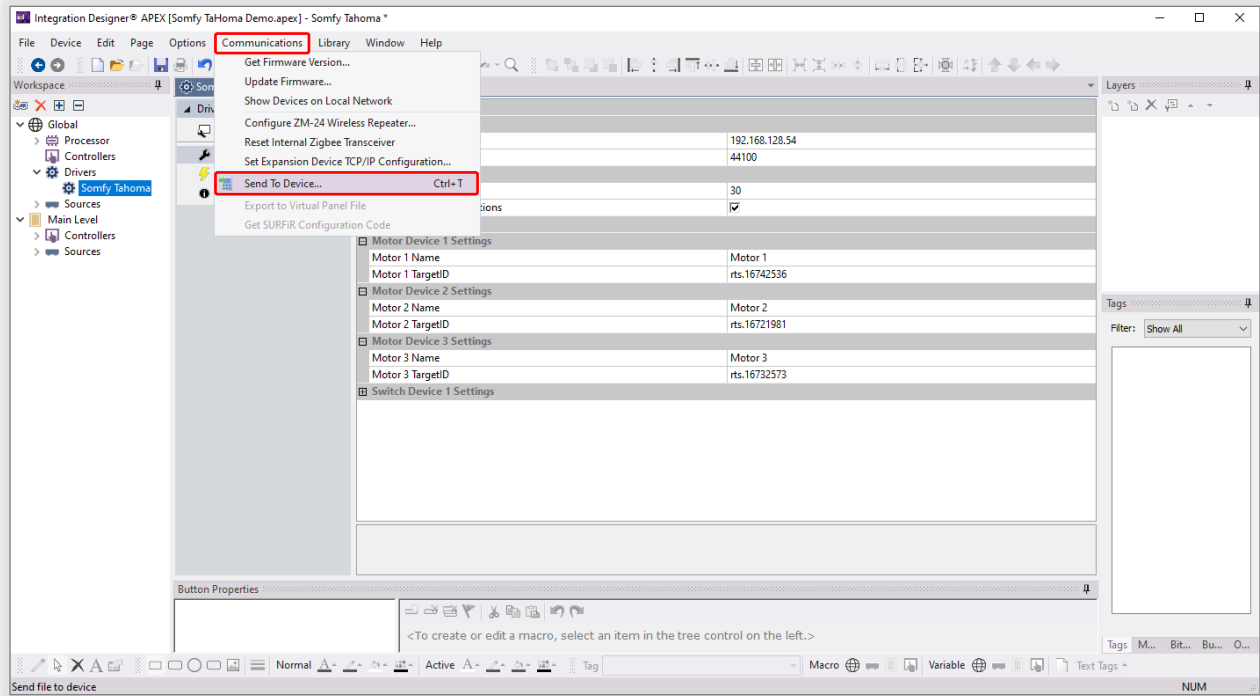 Integration Designer® APEX [Somfy TaHoma Demo.apex] - Somfy Tahoma *
File Device Edit Page Options Communications Library Window Help
Get Firmware Version...
Update Firmware...
Show Devices on Local Network
Configure ZM-24 Wireless Repeater...
Reset Internal Zigbee Transceiver
Set Expansion Device TCP/IP Configuration...
Send To Device... Ctrl+T
Export to Virtual Panel File
Get SURFiR Configuration Code
Workspace
Global
Processor
Controllers
Drivers
Somfy Tahoma
Sources
Main Level
Controllers
Sources
Som
Driv
192.168.128.54
44100
30
tions
Motor Device 1 Settings
Motor 1 Name Motor 1
Motor 1 TargetID rts.16742536
Motor Device 2 Settings
Motor 2 Name Motor 2
Motor 2 TargetID rts.16721981
Motor Device 3 Settings
Motor 3 Name Motor 3
Motor 3 TargetID rts.16732573
Switch Device 1 Settings
Layers
Tags
Filter: Show All
Tags M... Bit... Bu... O...
Button Properties
<To create or edit a macro, select an item in the tree control on the left.>
Normal A Active A Tag Macro Variable Text Tags
Send file to device NUM